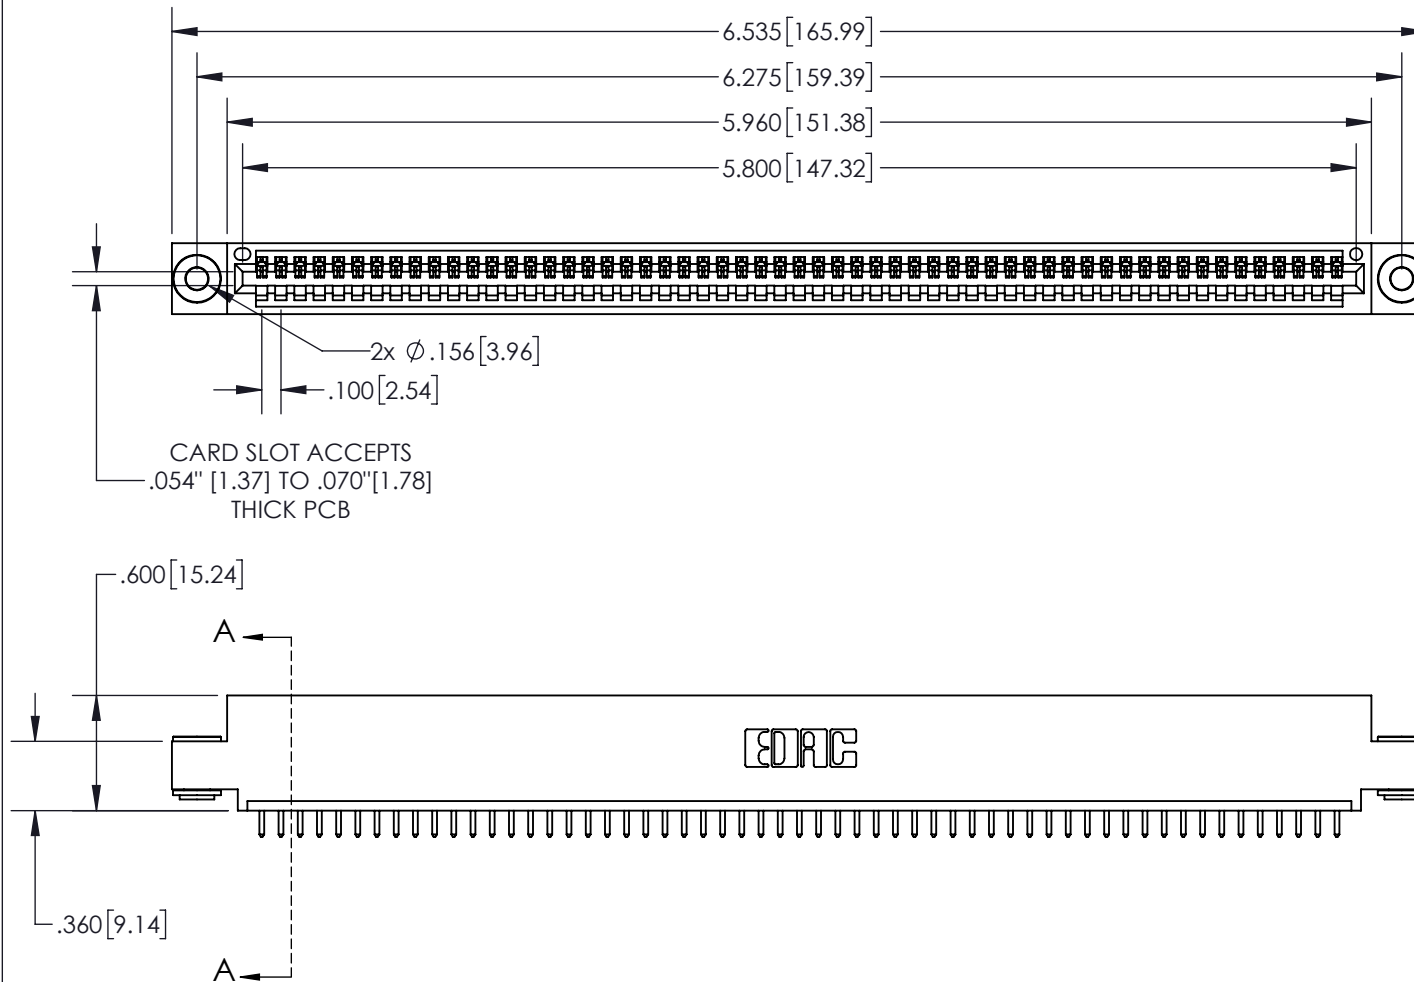 6.535[165.99]
6.275[159.39]
5.960[151.38]
5.800[147.32]
2x Ø.156[3.96]
.100[2.54]
CARD SLOT ACCEPTS
.054" [1.37] TO .070"[1.78]
THICK PCB
.600[15.24]
A
EDAC
.360[9.14]
A